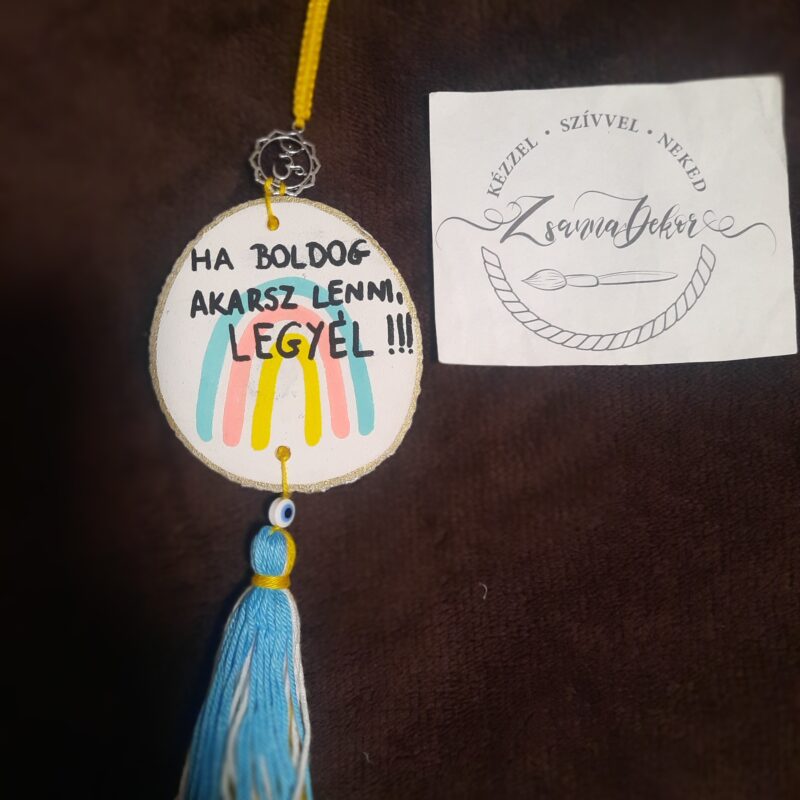 HA BOLDOG
AKARSZ LENNI.
LEGYÉL !!!
KÉZZEL • SZÍVVEL • NEKED
ZsannaDekor